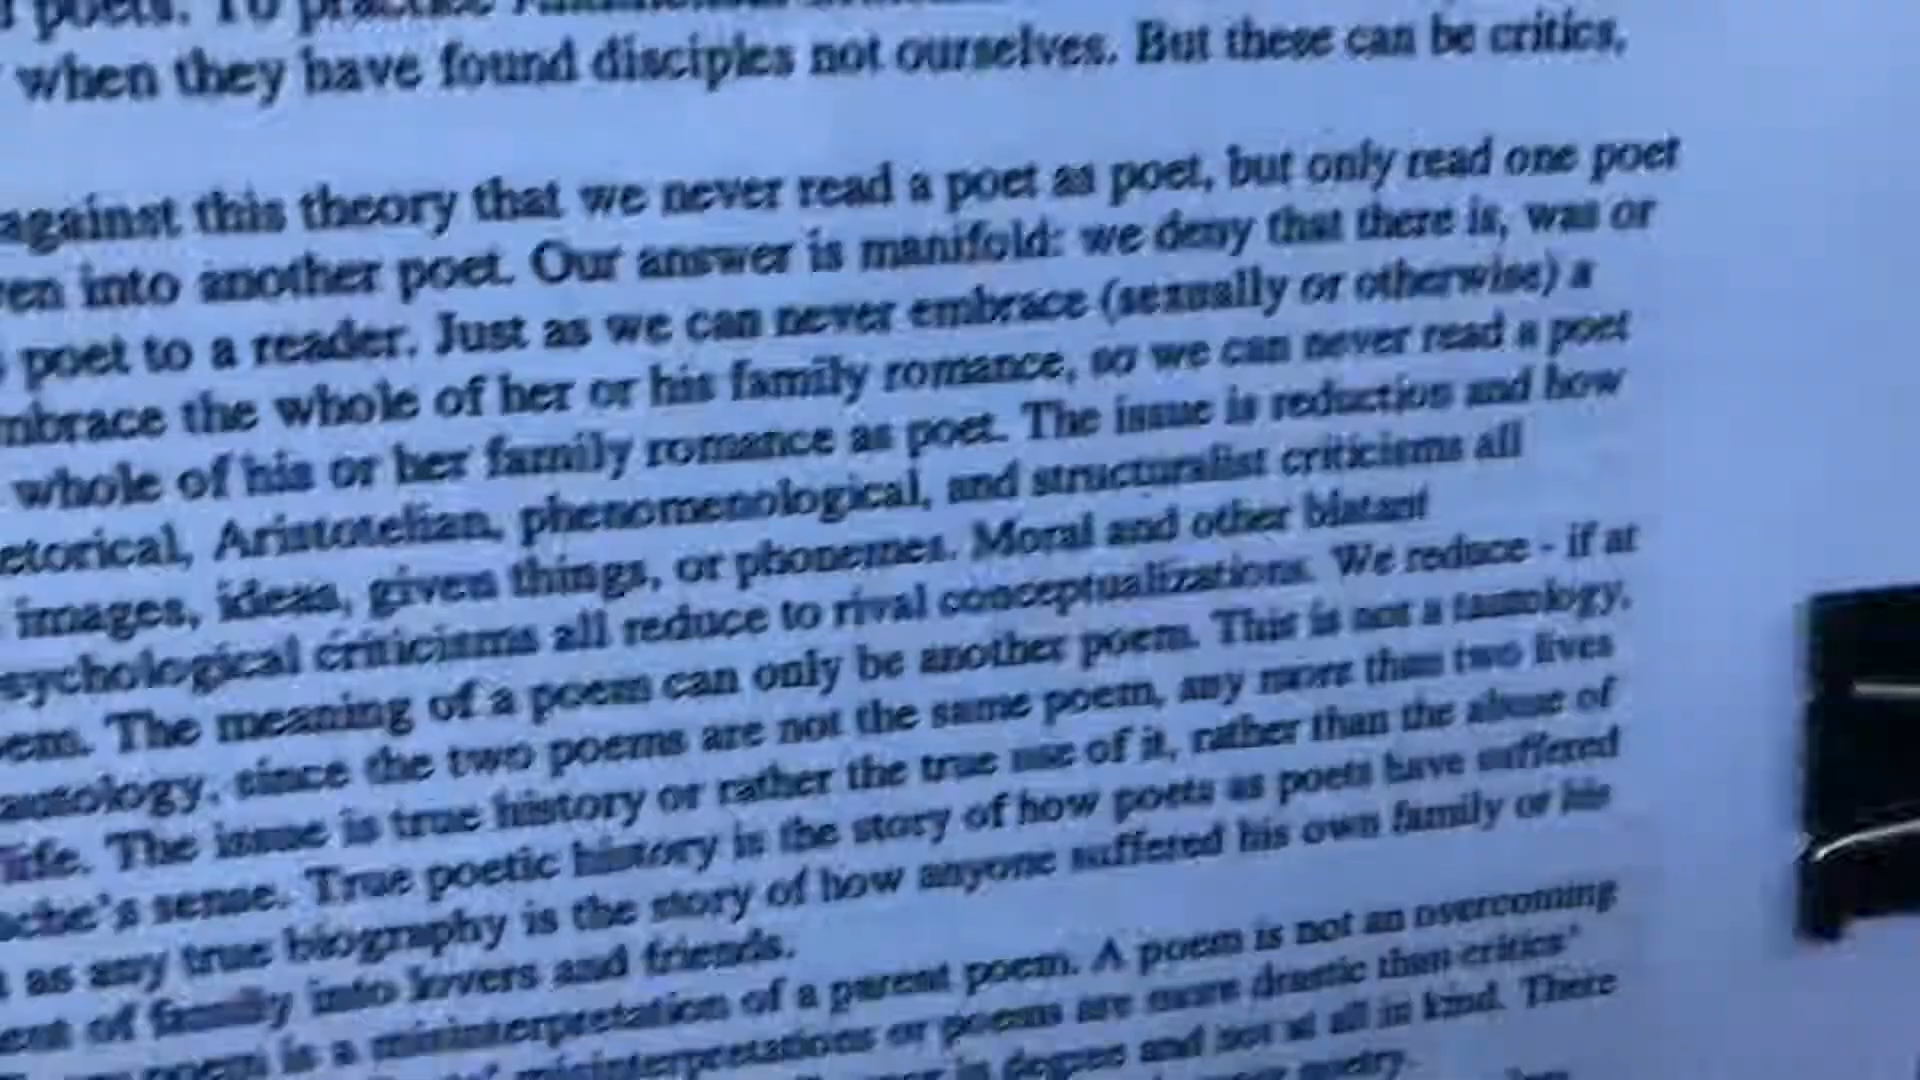 poets. To practice
when they have found disciples not ourselves. But these can be critics,
against this theory that we never read a poet as poet, but only read one poet
into another poet. Our answer is manifold: we deny that there is, was or
poet to a reader. Just as we can never embrace (sexually or otherwise) a
the whole of her or his family romance, so we can never read a poet
whole of his or her family romance as poet. The issue is reduction and how
Aristotelian, phenomenological, and structuralist criticisms all
images, ideas, given things, or phonemes. Moral and other blatant
criticisms all reduce to rival conceptualizations. We reduce - if at
The meaning of a poem can only be another poem. This is not a tautology,
since the two poems are not the same poem, any more than two lives
life. The issue is true history or rather the true use of it, rather than the abuse of
sense. True poetic history is the story of how poets as poets have suffered
as any true biography is the story of how anyone suffered his own family or his
of family into lovers and friends.
poem is a misinterpretation of a parent poem. A poem is not an overcoming
misinterpretations or poems are more drastic than critics'
in degree and not at all in kind. There
poetry.